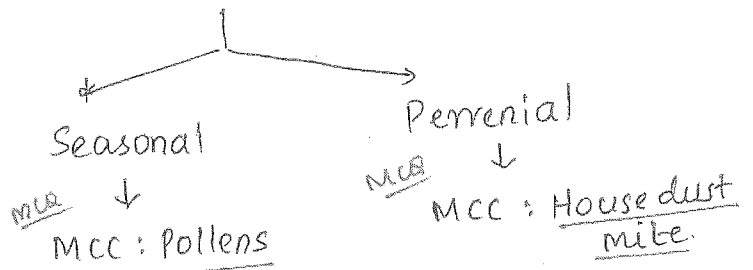 Seasonal
Perrenial
MCQ
MCC : Pollens
MCQ
MCC : House dust
mite.